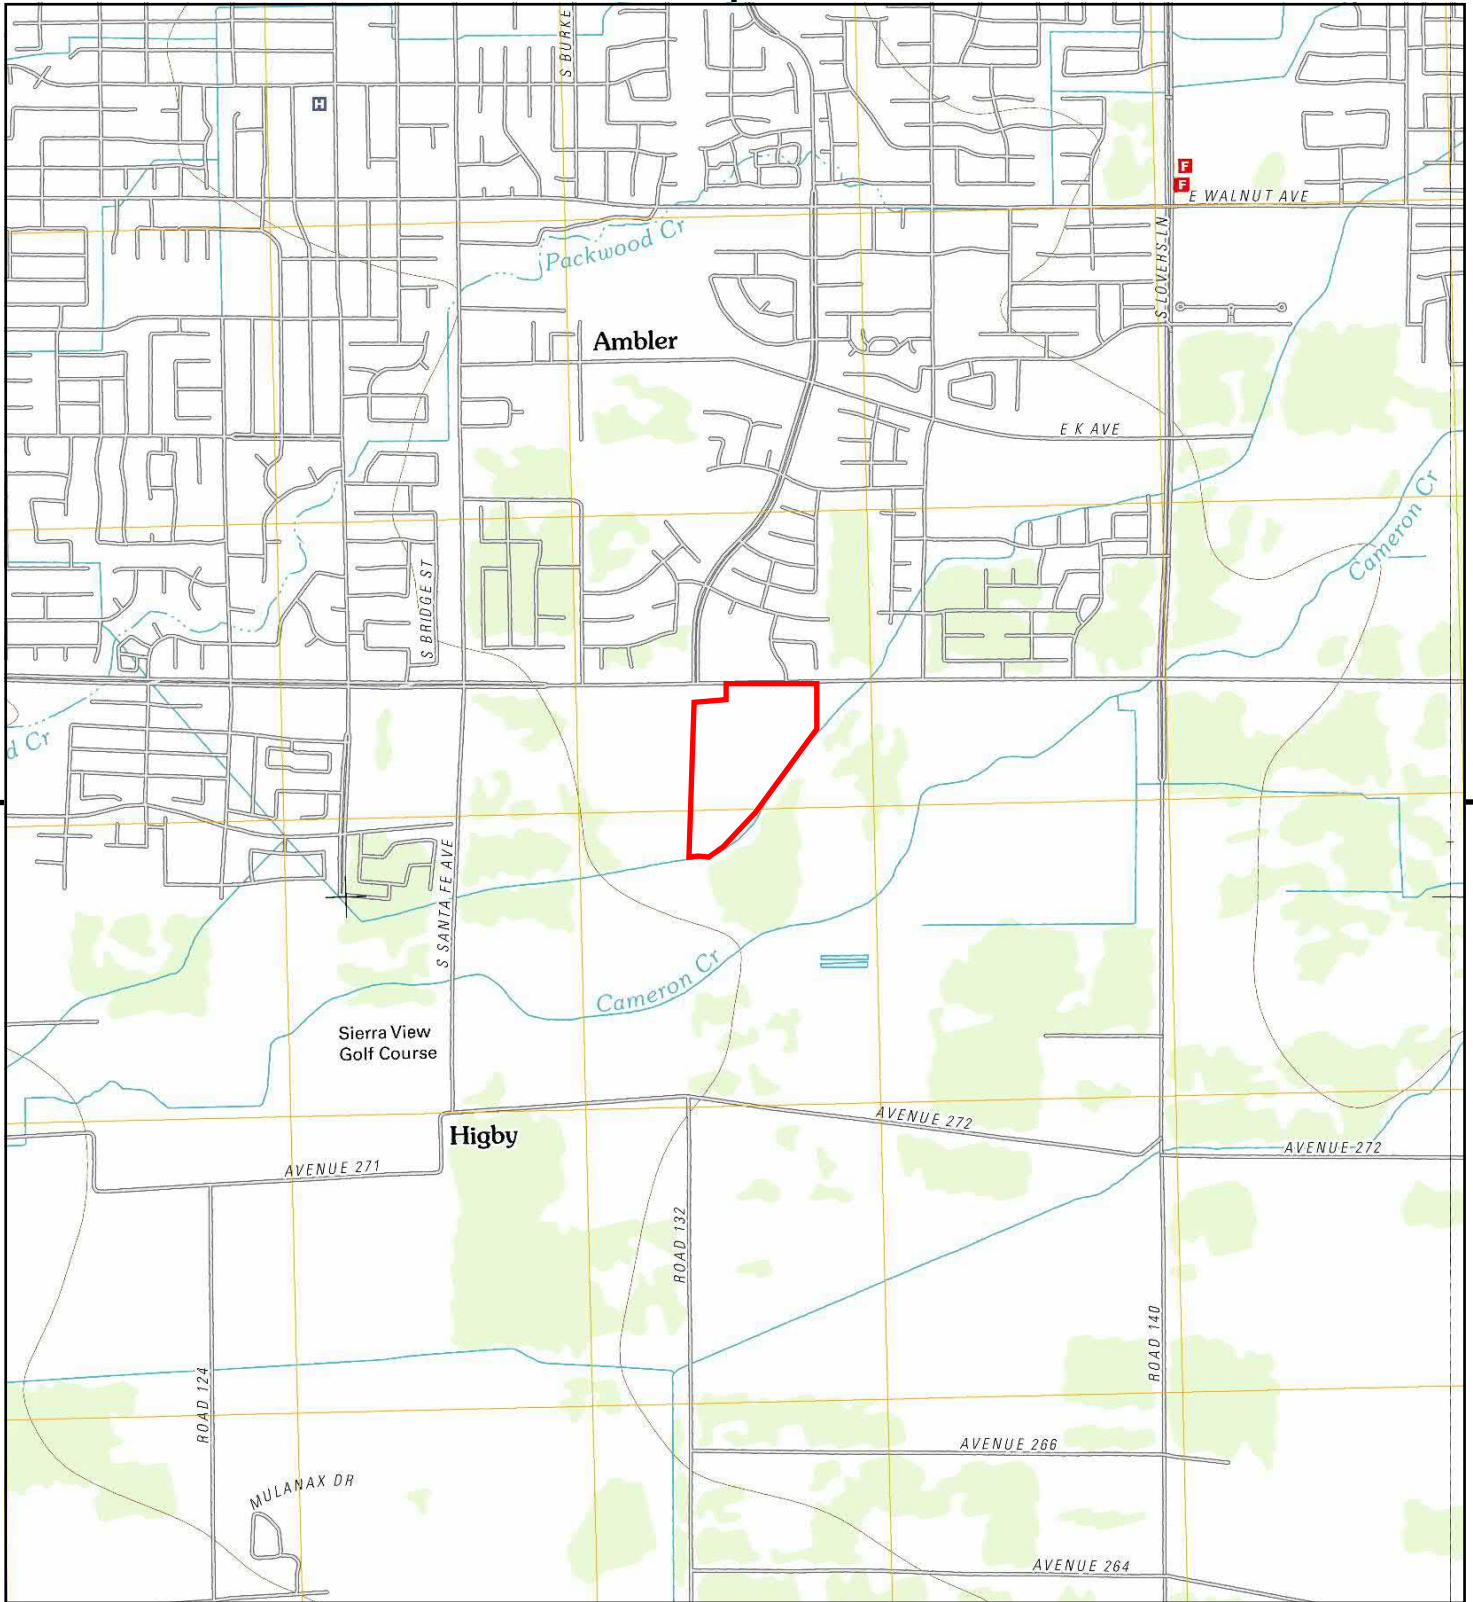 S BURKE
H
F
F
E WALNUT AVE
Packwood Cr
S LOVERS LN
Ambler
E K AVE
Cameron Cr
S BRIDGE ST
d Cr
S SANTA FE AVE
Cameron Cr
Sierra View
Golf Course
AVENUE 272
Higby
AVENUE 272
AVENUE 271
ROAD 132
ROAD 140
ROAD 124
AVENUE 266
MULANAX DR
AVENUE 264